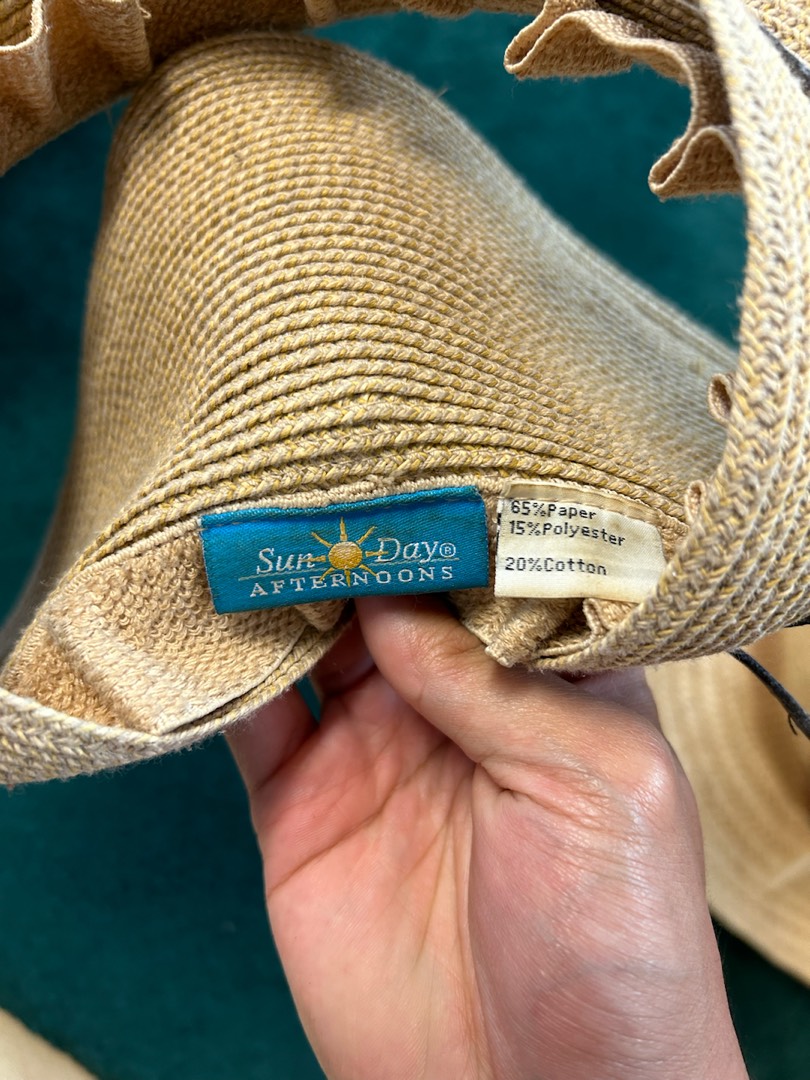 Sun Day®
AFTERNOONS
65%Paper
15%Polyester
20%Cotton